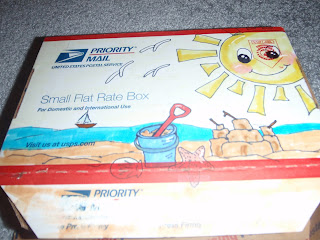 PRIORITY
MAIL
UNITED STATES POSTAL SERVICE
Small Flat Rate Box
For Domestic and International Use
Visit us at usps.com
PRIORITY